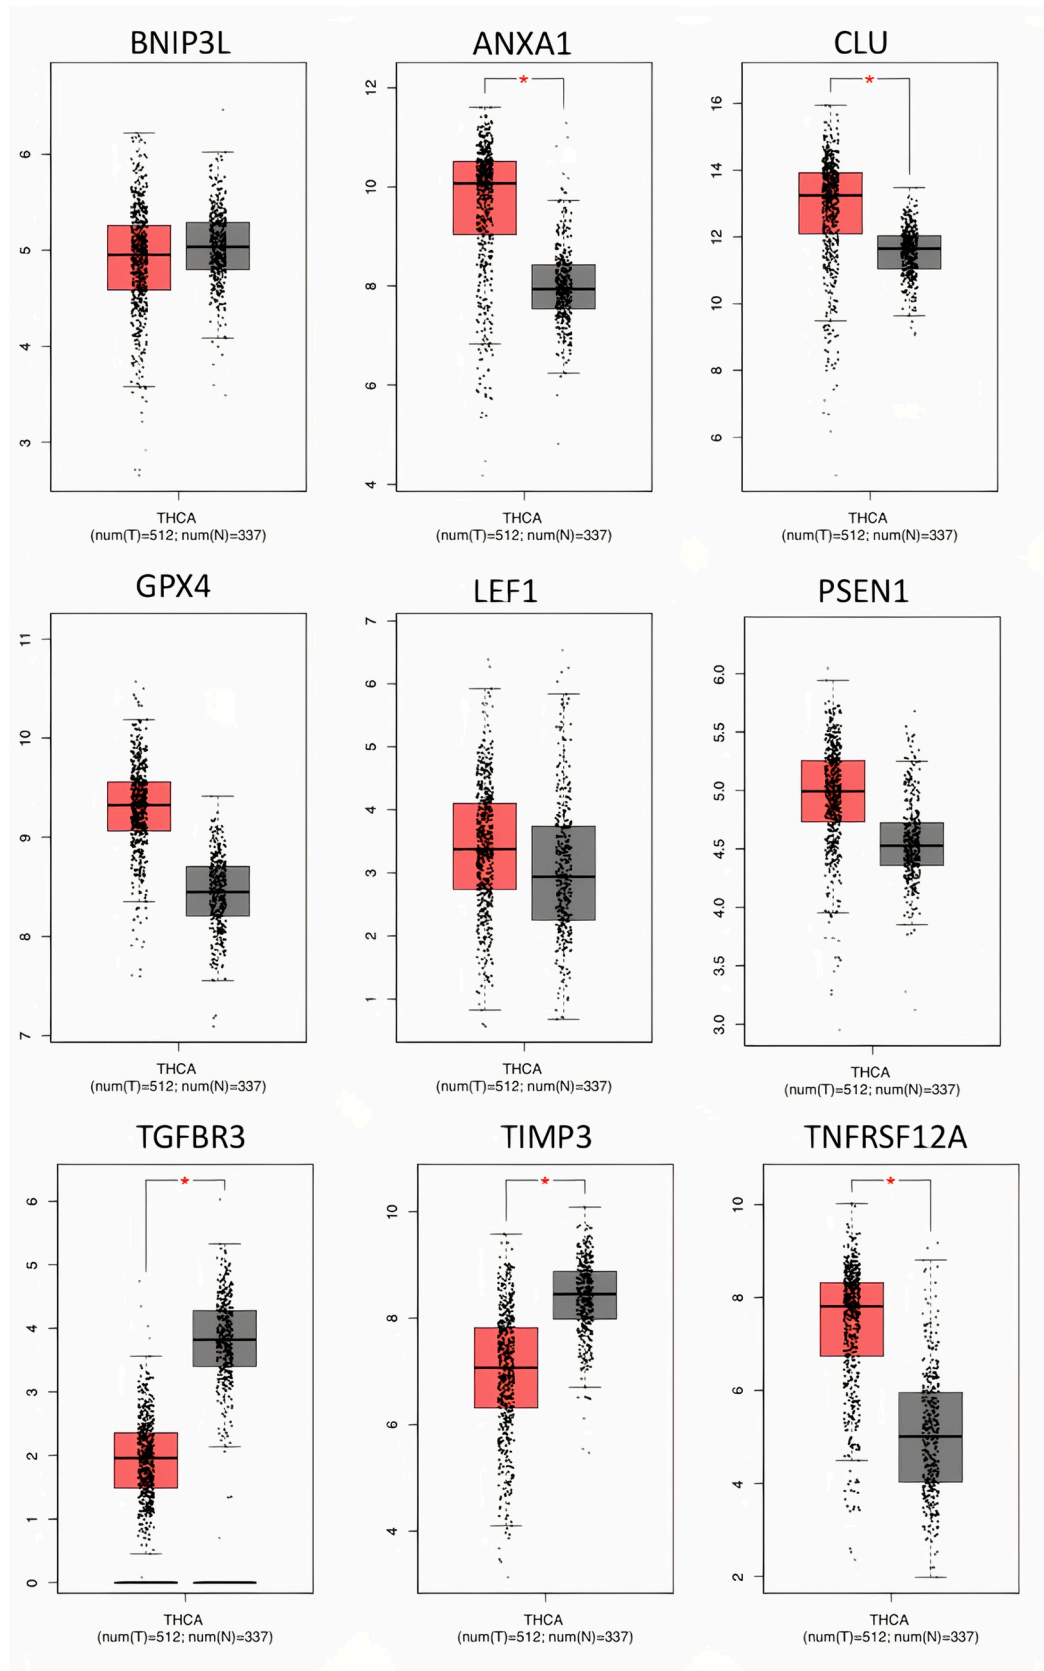 BNIP3L
ANXA1
CLU
6
5
4
3
12
10
8
6
4
16
14
12
10
8
6
*
*
THCA
(num(T)=512; num(N)=337)
THCA
(num(T)=512; num(N)=337)
THCA
(num(T)=512; num(N)=337)
GPX4
LEF1
PSEN1
11
10
9
8
7
7
6
5
4
3
2
1
6.0
5.5
5.0
4.5
4.0
3.5
3.0
THCA
(num(T)=512; num(N)=337)
THCA
(num(T)=512; num(N)=337)
THCA
(num(T)=512; num(N)=337)
TGFBR3
TIMP3
TNFRSF12A
6
5
4
3
2
1
0
10
8
6
4
10
8
6
4
2
*
*
*
THCA
(num(T)=512; num(N)=337)
THCA
(num(T)=512; num(N)=337)
THCA
(num(T)=512; num(N)=337)